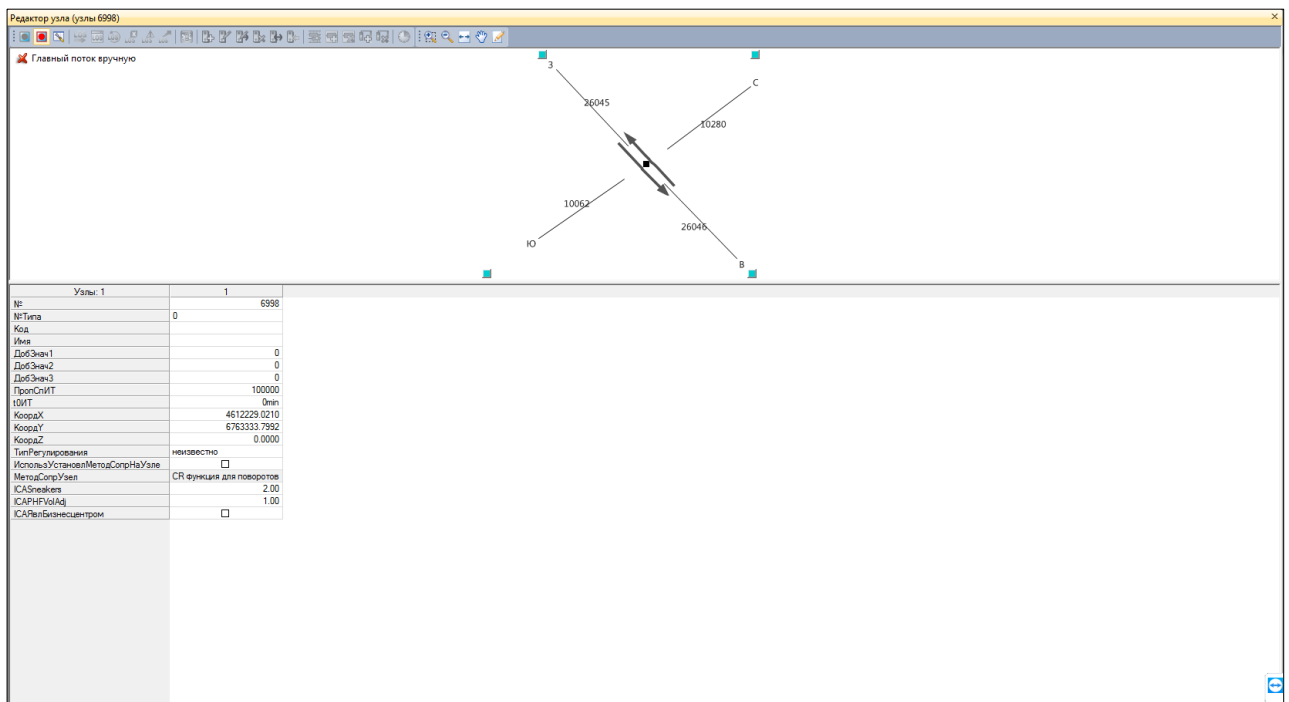 Редактор узла (узлы 6998)
Главный поток вручную
З
С
26045
10280
10062
26046
Ю
В
Узлы: 1 1
№ 6998
№Типа 0
Код
Имя
ДобЗнач1 0
ДобЗнач2 0
ДобЗнач3 0
ПропСпИТ 100000
t0ИТ 0min
КоордX 4612229.0210
КоордY 6763333.7992
КоордZ 0.0000
ТипРегулирования неизвестно
ИспользУстановлМетодСопрНаУзле
МетодСопрУзел CR функция для поворотов
ICASneakers 2.00
ICAPHFVolAdj 1.00
ICAЯвлБизнесцентром